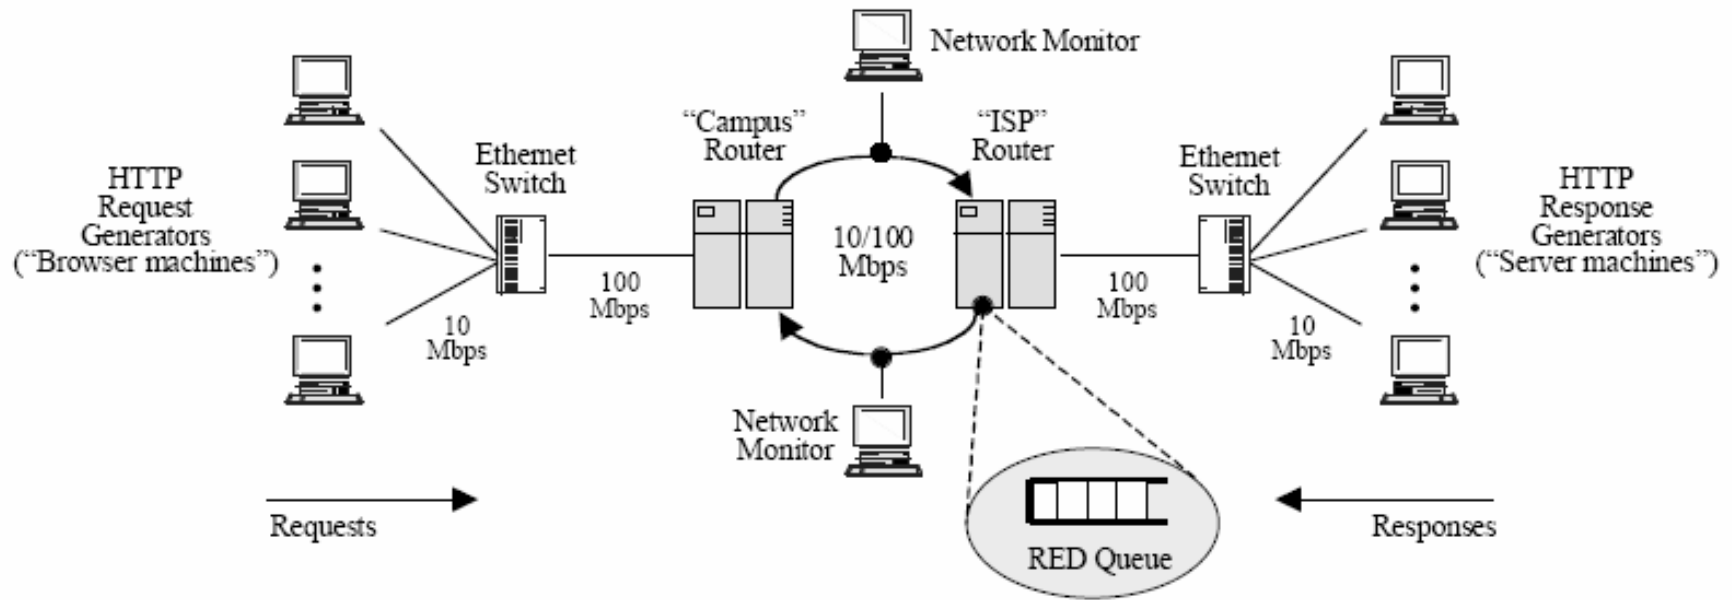 Network Monitor
“Campus”
Router
“ISP”
Router
Ethernet
Switch
Ethernet
Switch
HTTP
Request
Generators
(“Browser machines”)
HTTP
Response
Generators
(“Server machines”)
10/100
Mbps
100
Mbps
100
Mbps
10
Mbps
10
Mbps
Network
Monitor
Requests
Responses
RED Queue